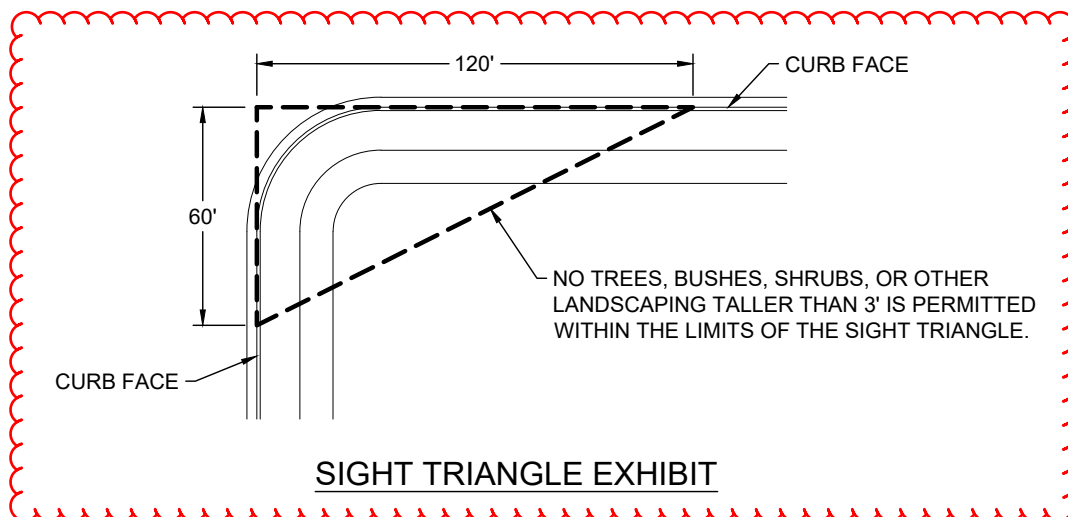 120'
CURB FACE
60'
NO TREES, BUSHES, SHRUBS, OR OTHER
LANDSCAPING TALLER THAN 3' IS PERMITTED
WITHIN THE LIMITS OF THE SIGHT TRIANGLE.
CURB FACE
SIGHT TRIANGLE EXHIBIT